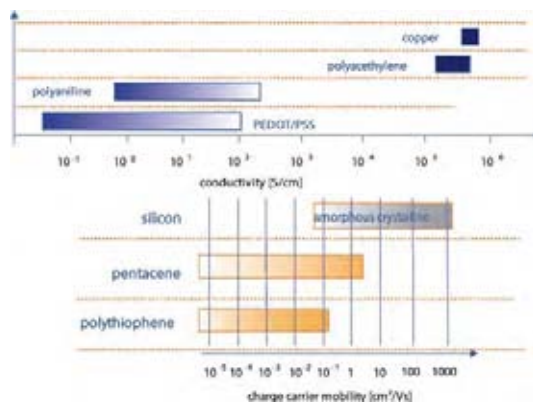 copper
polyacethylene
polyaniline
PEDOT/PSS
10⁻¹ 10⁰ 10¹ 10² 10³ 10⁴ 10⁵ 10⁶
conductivity [S/cm]
silicon amorphous crystalline
pentacene
polythiophene
10⁻⁵ 10⁻⁴ 10⁻³ 10⁻² 10⁻¹ 1 10 100 1000
charge carrier mobility [cm²/Vs]